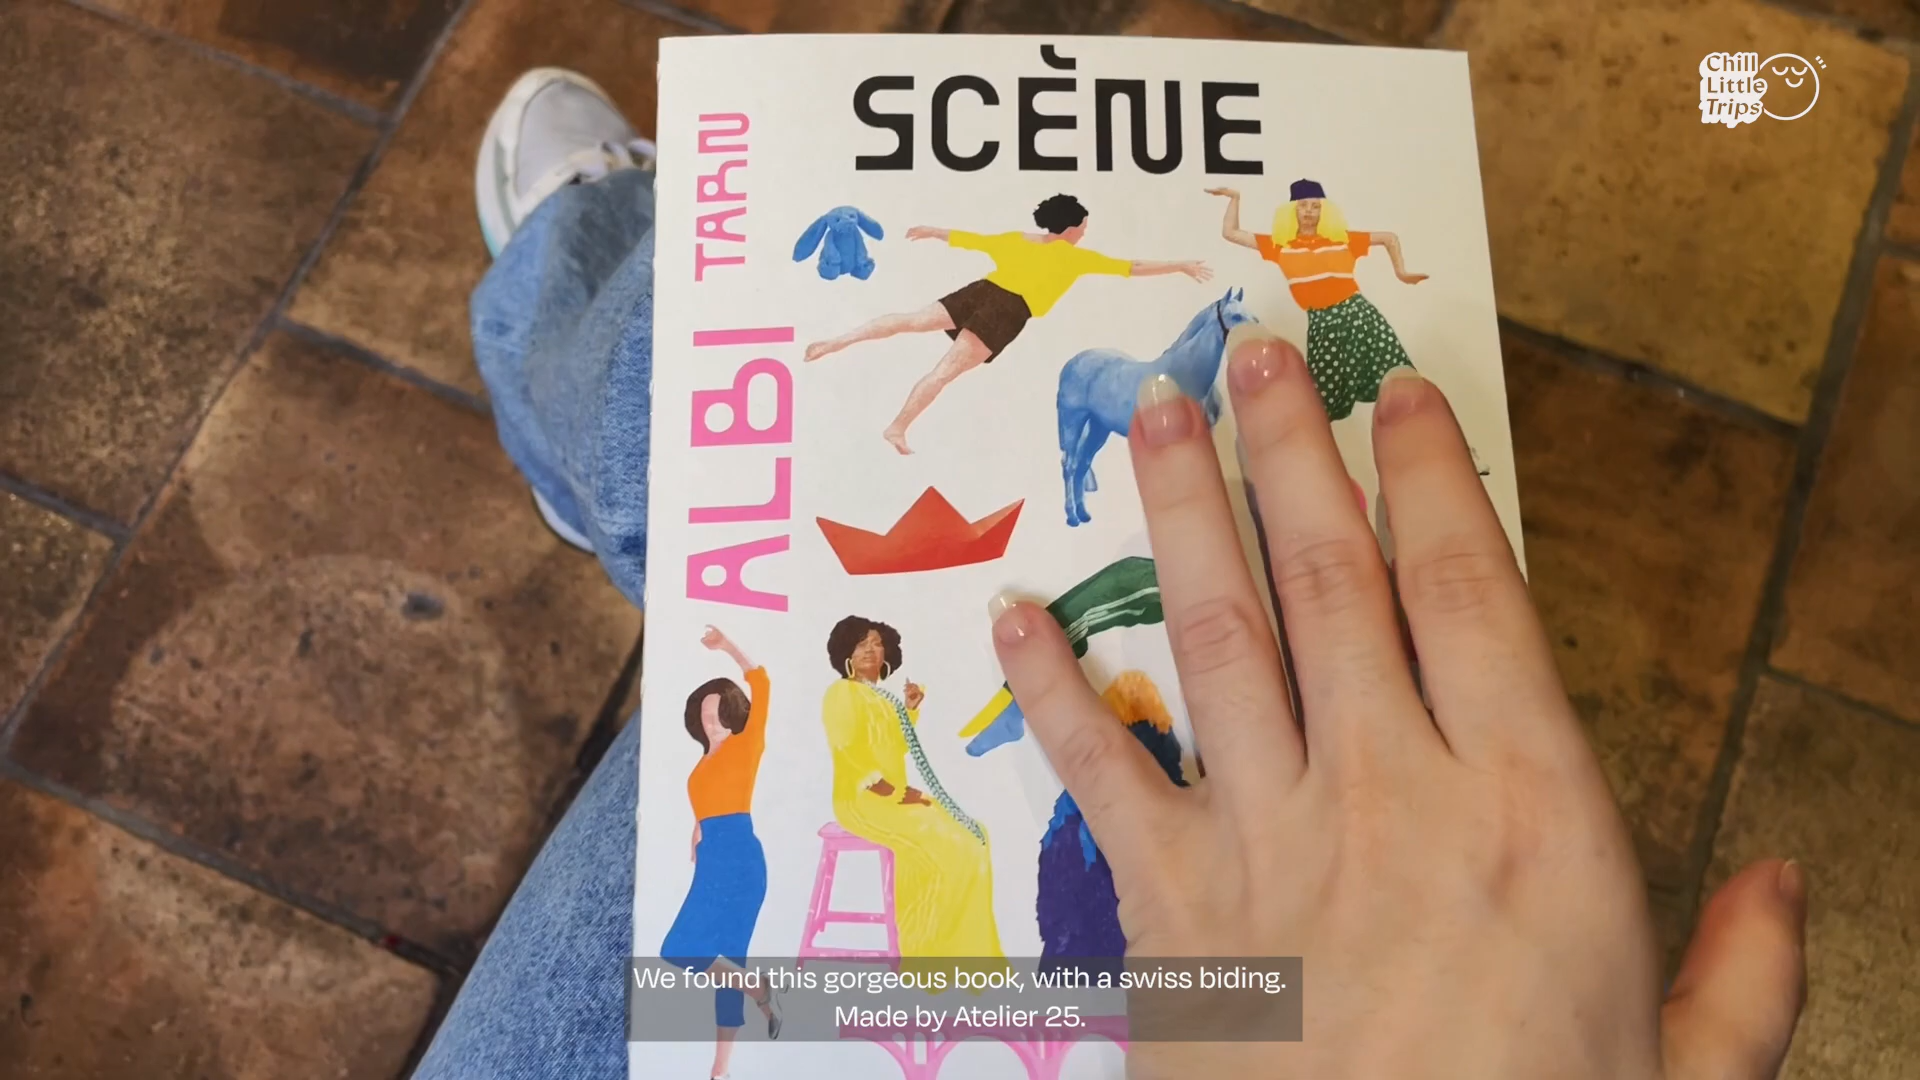 SCÈNE
ALBI TARN
Chill
Little
Trips
We found this gorgeous book, with a swiss biding.
Made by Atelier 25.